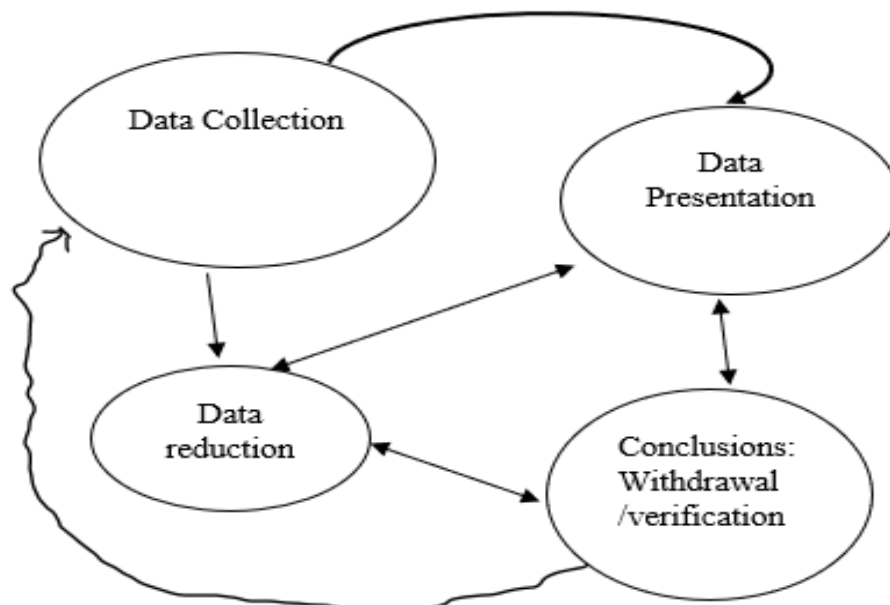 Data Collection
Data
Presentation
Data
reduction
Conclusions:
Withdrawal
/verification